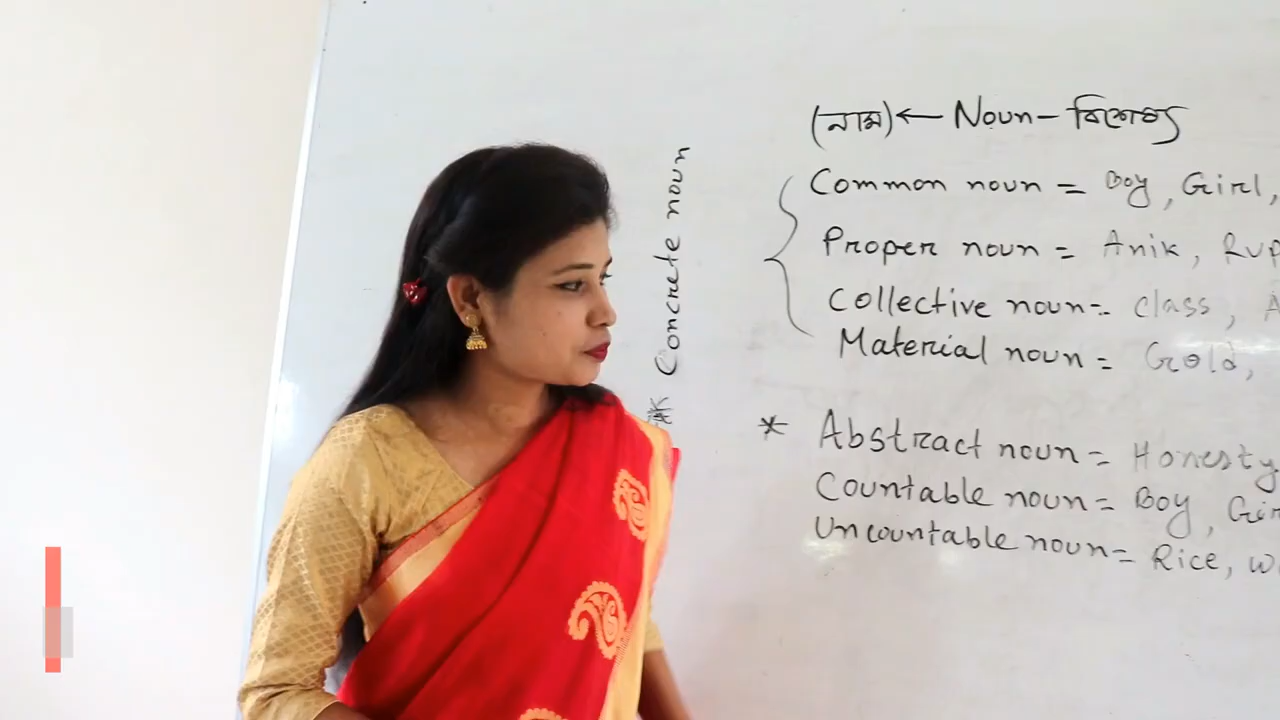 (নাম) ← Noun - বিশেষ্য
Common noun = Boy, Girl,
Proper noun = Anik, Rup
Collective noun = class, A
Material noun = Gold,
* Concrete noun
* Abstract noun = Honesty
Countable noun = Boy, Gir
Uncountable noun = Rice, w